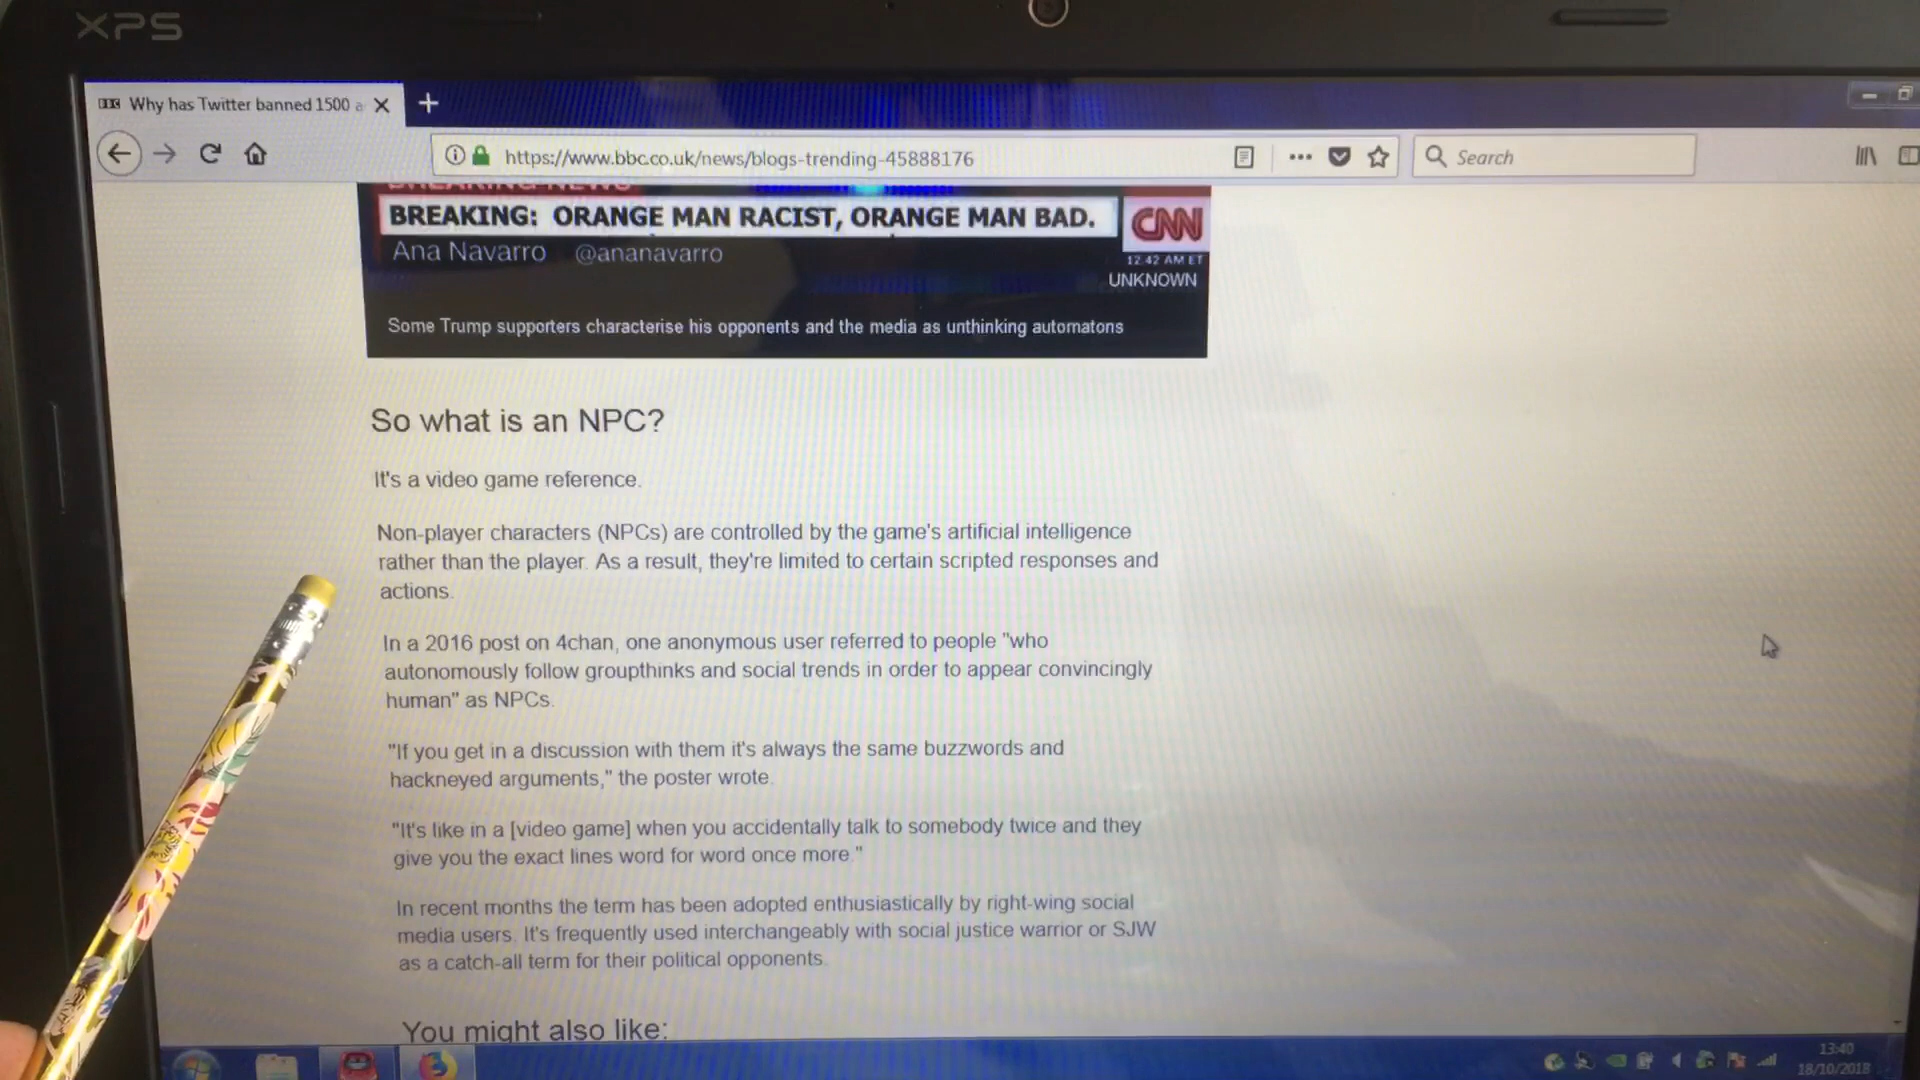 XPS
BBC Why has Twitter banned 1500 a
https://www.bbc.co.uk/news/blogs-trending-45888176
Search
BREAKING NEWS
BREAKING: ORANGE MAN RACIST, ORANGE MAN BAD.
CNN
Ana Navarro @ananavarro
12:42 AM ET
UNKNOWN
Some Trump supporters characterise his opponents and the media as unthinking automatons
So what is an NPC?
It's a video game reference.
Non-player characters (NPCs) are controlled by the game's artificial intelligence
rather than the player. As a result, they're limited to certain scripted responses and
actions.
In a 2016 post on 4chan, one anonymous user referred to people "who
autonomously follow groupthinks and social trends in order to appear convincingly
human" as NPCs.
"If you get in a discussion with them it's always the same buzzwords and
hackneyed arguments," the poster wrote.
"It's like in a [video game] when you accidentally talk to somebody twice and they
give you the exact lines word for word once more."
In recent months the term has been adopted enthusiastically by right-wing social
media users. It's frequently used interchangeably with social justice warrior or SJW
as a catch-all term for their political opponents.
You might also like:
13:40
18/10/2018